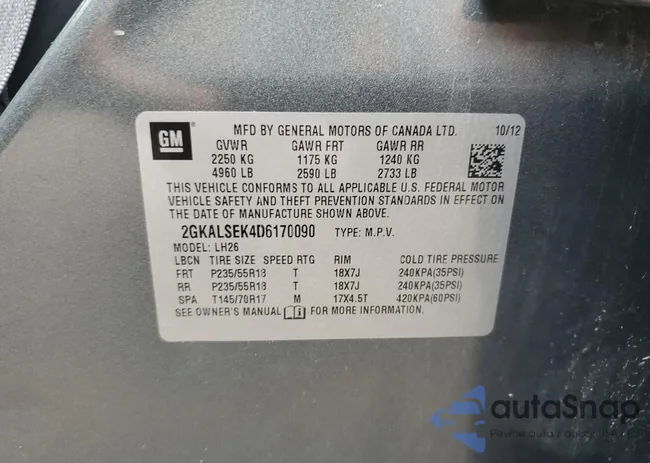 GM
MFD BY GENERAL MOTORS OF CANADA LTD. 10/12
GVWR GAWR FRT GAWR RR
2250 KG 1175 KG 1240 KG
4960 LB 2590 LB 2733 LB
THIS VEHICLE CONFORMS TO ALL APPLICABLE U.S. FEDERAL MOTOR
VEHICLE SAFETY AND THEFT PREVENTION STANDARDS IN EFFECT
ON THE DATE OF MANUFACTURE SHOWN ABOVE.
2GKALSEK4D6170090 TYPE: M.P.V.
MODEL: LH26
LBCN TIRE SIZE SPEED RTG RIM COLD TIRE PRESSURE
FRT P235/55R18 T 18X7J 240KPA(35PSI)
RR P235/55R18 T 18X7J 240KPA(35PSI)
SPA T145/70R17 M 17X4.5T 420KPA(60PSI)
SEE OWNER'S MANUAL FOR MORE INFORMATION.
autoSnap
Pewne auta z aukcji